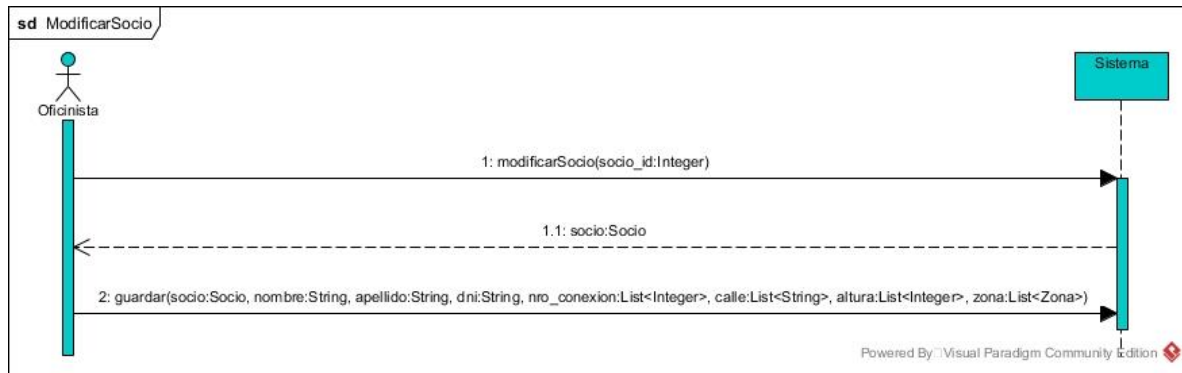 sd ModificarSocio
Sistema
Oficinista
1: modificarSocio(socio_id:Integer)
1.1: socio:Socio
2: guardar(socio:Socio, nombre:String, apellido:String, dni:String, nro_conexion:List<Integer>, calle:List<String>, altura:List<Integer>, zona:List<Zona>)
Powered By Visual Paradigm Community Edition